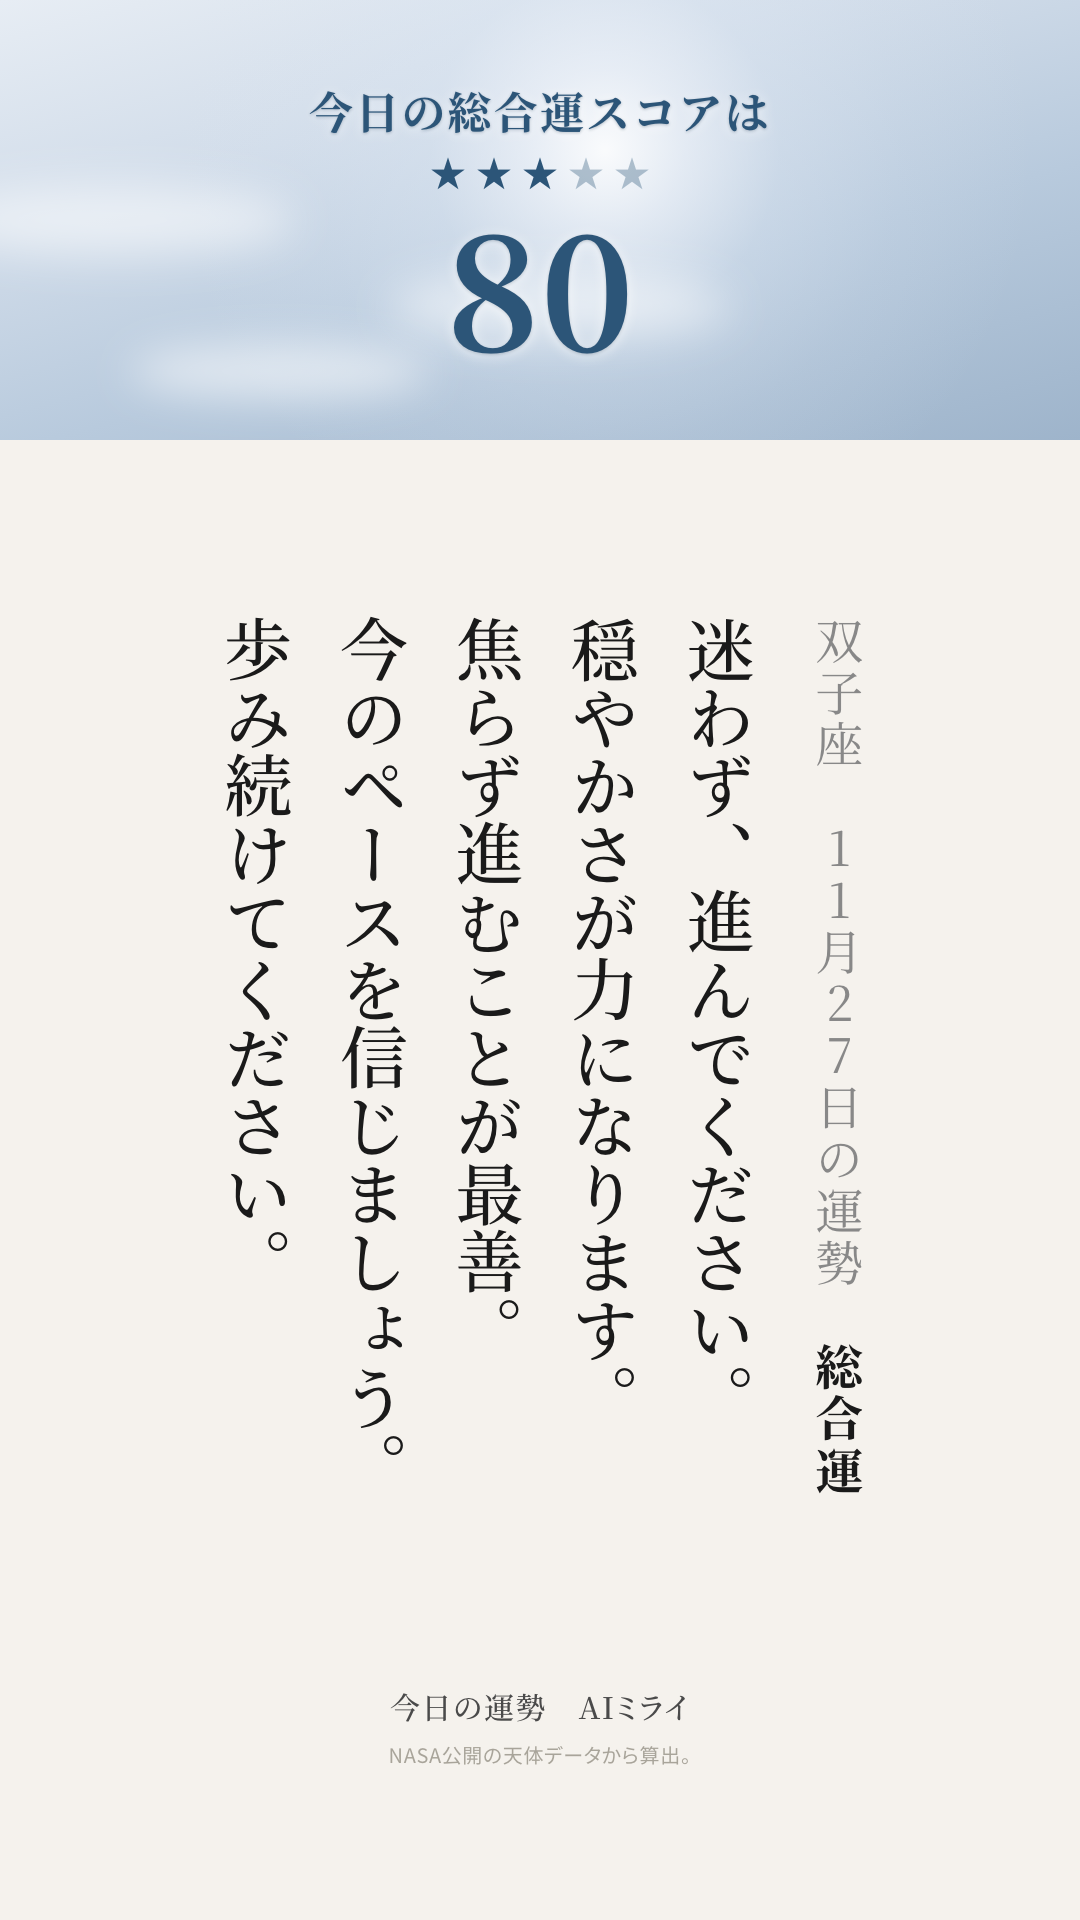 今日の総合運スコアは
★★★★★
80
双子座　11月27日の運勢　総合運
迷わず、進んでください。
穏やかさが力になります。
焦らず進むことが最善。
今のペースを信じましょう。
歩み続けてください。
今日の運勢　AIミライ
NASA公開の天体データから算出。